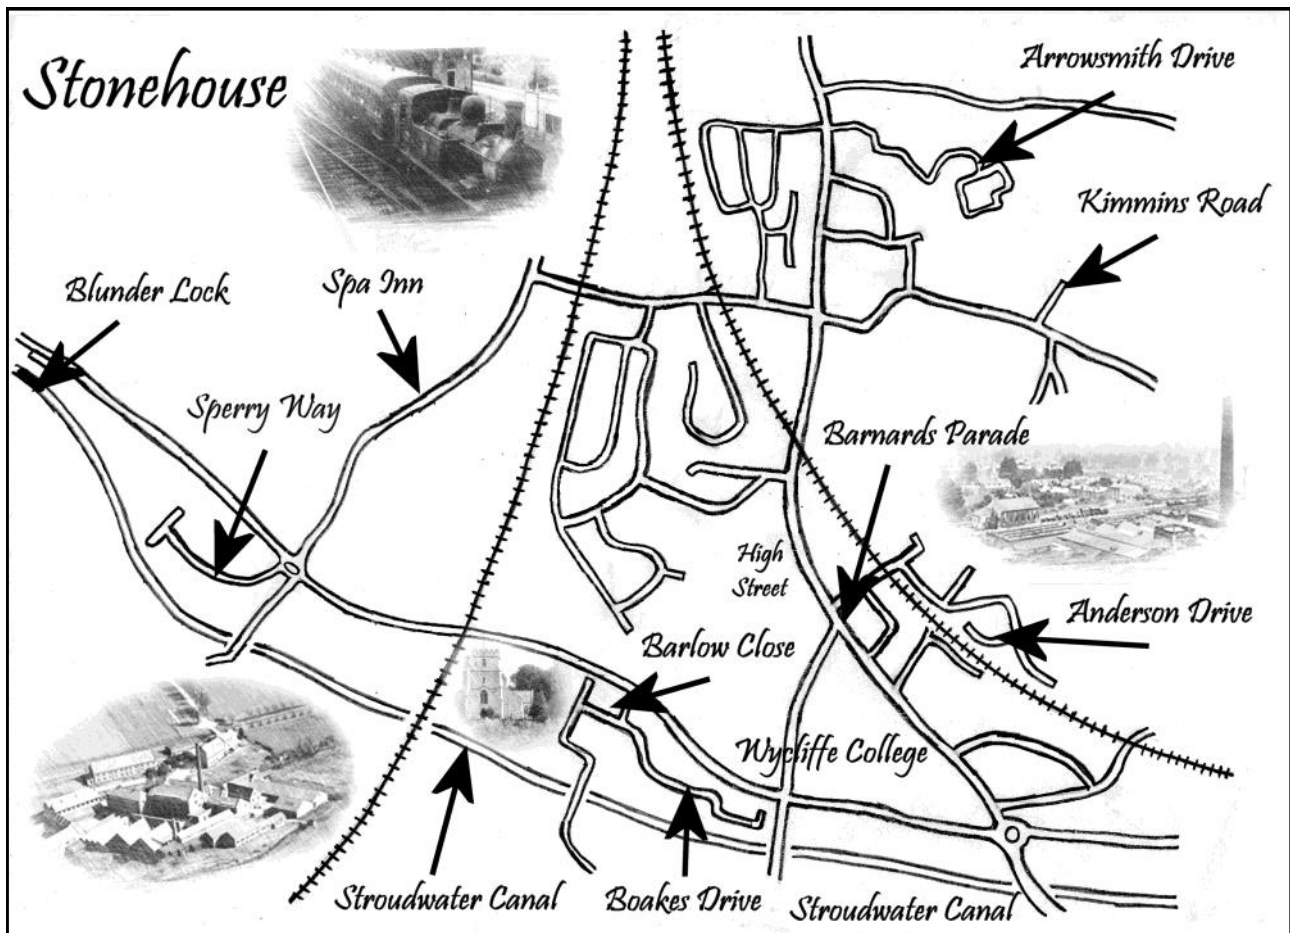 Stonehouse
Arrowsmith Drive
Kimmins Road
Spa Inn
Blunder Lock
Sperry Way
Barnards Parade
High
Street
Anderson Drive
Barlow Close
Wycliffe College
Stroudwater Canal
Boakes Drive
Stroudwater Canal